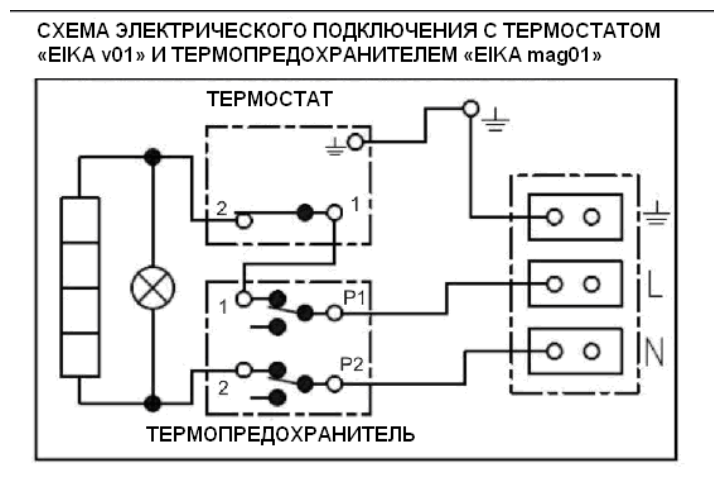 СХЕМА ЭЛЕКТРИЧЕСКОГО ПОДКЛЮЧЕНИЯ С ТЕРМОСТАТОМ
«EIKA v01» И ТЕРМОПРЕДОХРАНИТЕЛЕМ «EIKA mag01»
ТЕРМОСТАТ
2
1
1
P1
L
2
P2
N
ТЕРМОПРЕДОХРАНИТЕЛЬ